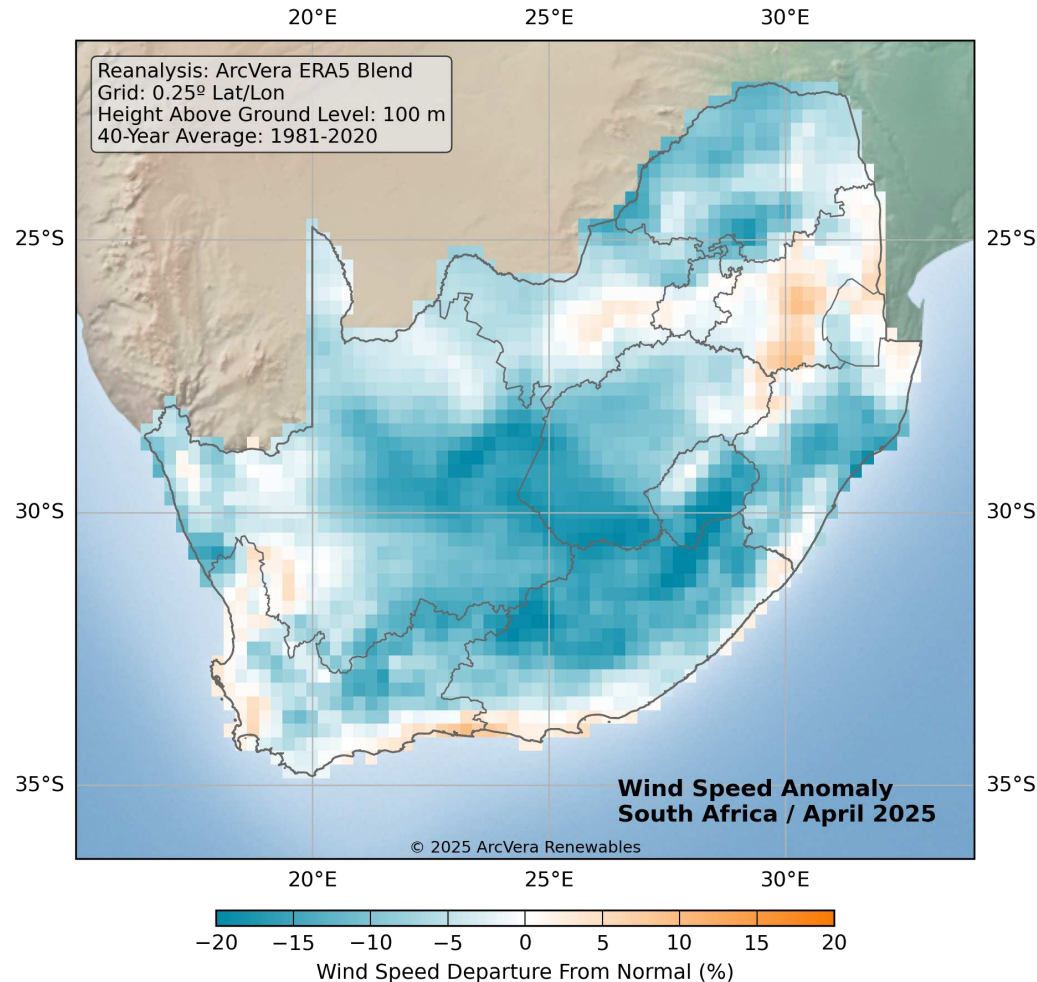 20°E 25°E 30°E
Reanalysis: ArcVera ERA5 Blend
Grid: 0.25º Lat/Lon
Height Above Ground Level: 100 m
40-Year Average: 1981-2020
25°S 25°S
30°S 30°S
35°S 35°S
Wind Speed Anomaly
South Africa / April 2025
© 2025 ArcVera Renewables
20°E 25°E 30°E
−20 −15 −10 −5 0 5 10 15 20
Wind Speed Departure From Normal (%)